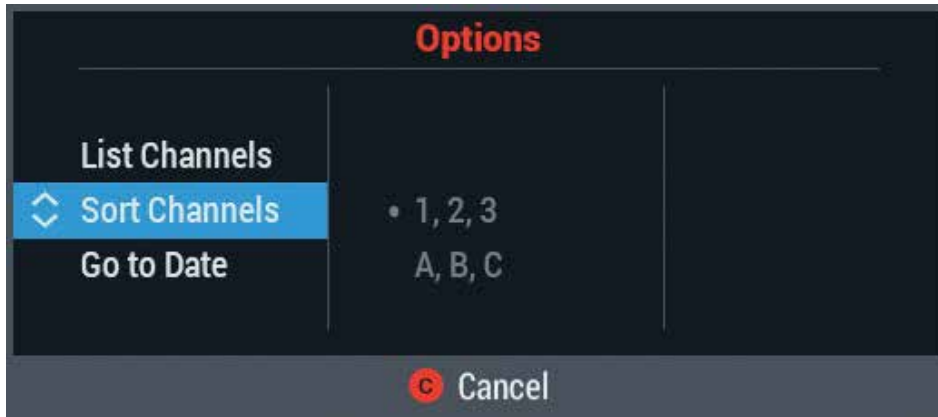 Options
List Channels
Sort Channels
• 1, 2, 3
Go to Date
A, B, C
C Cancel